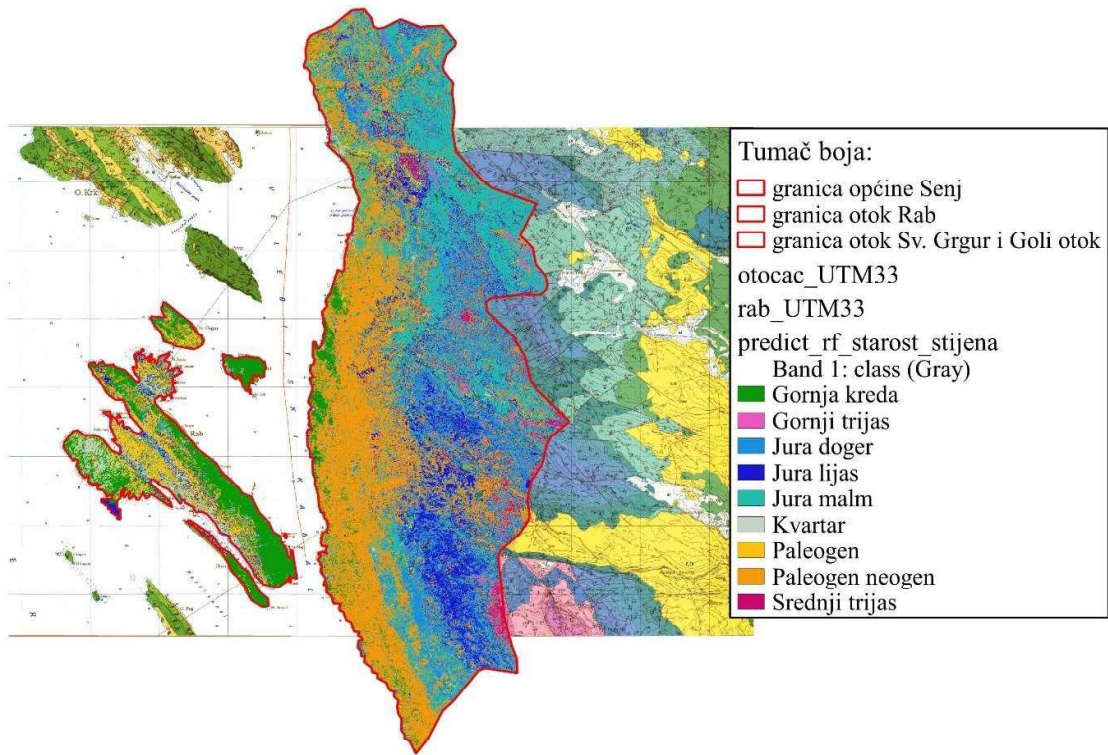 O. Krk
Rab
Tumač boja:
granica općine Senj
granica otok Rab
granica otok Sv. Grgur i Goli otok
otocac_UTM33
rab_UTM33
predict_rf_starost_stijena
Band 1: class (Gray)
Gornja kreda
Gornji trijas
Jura doger
Jura lijas
Jura malm
Kvartar
Paleogen
Paleogen neogen
Srednji trijas